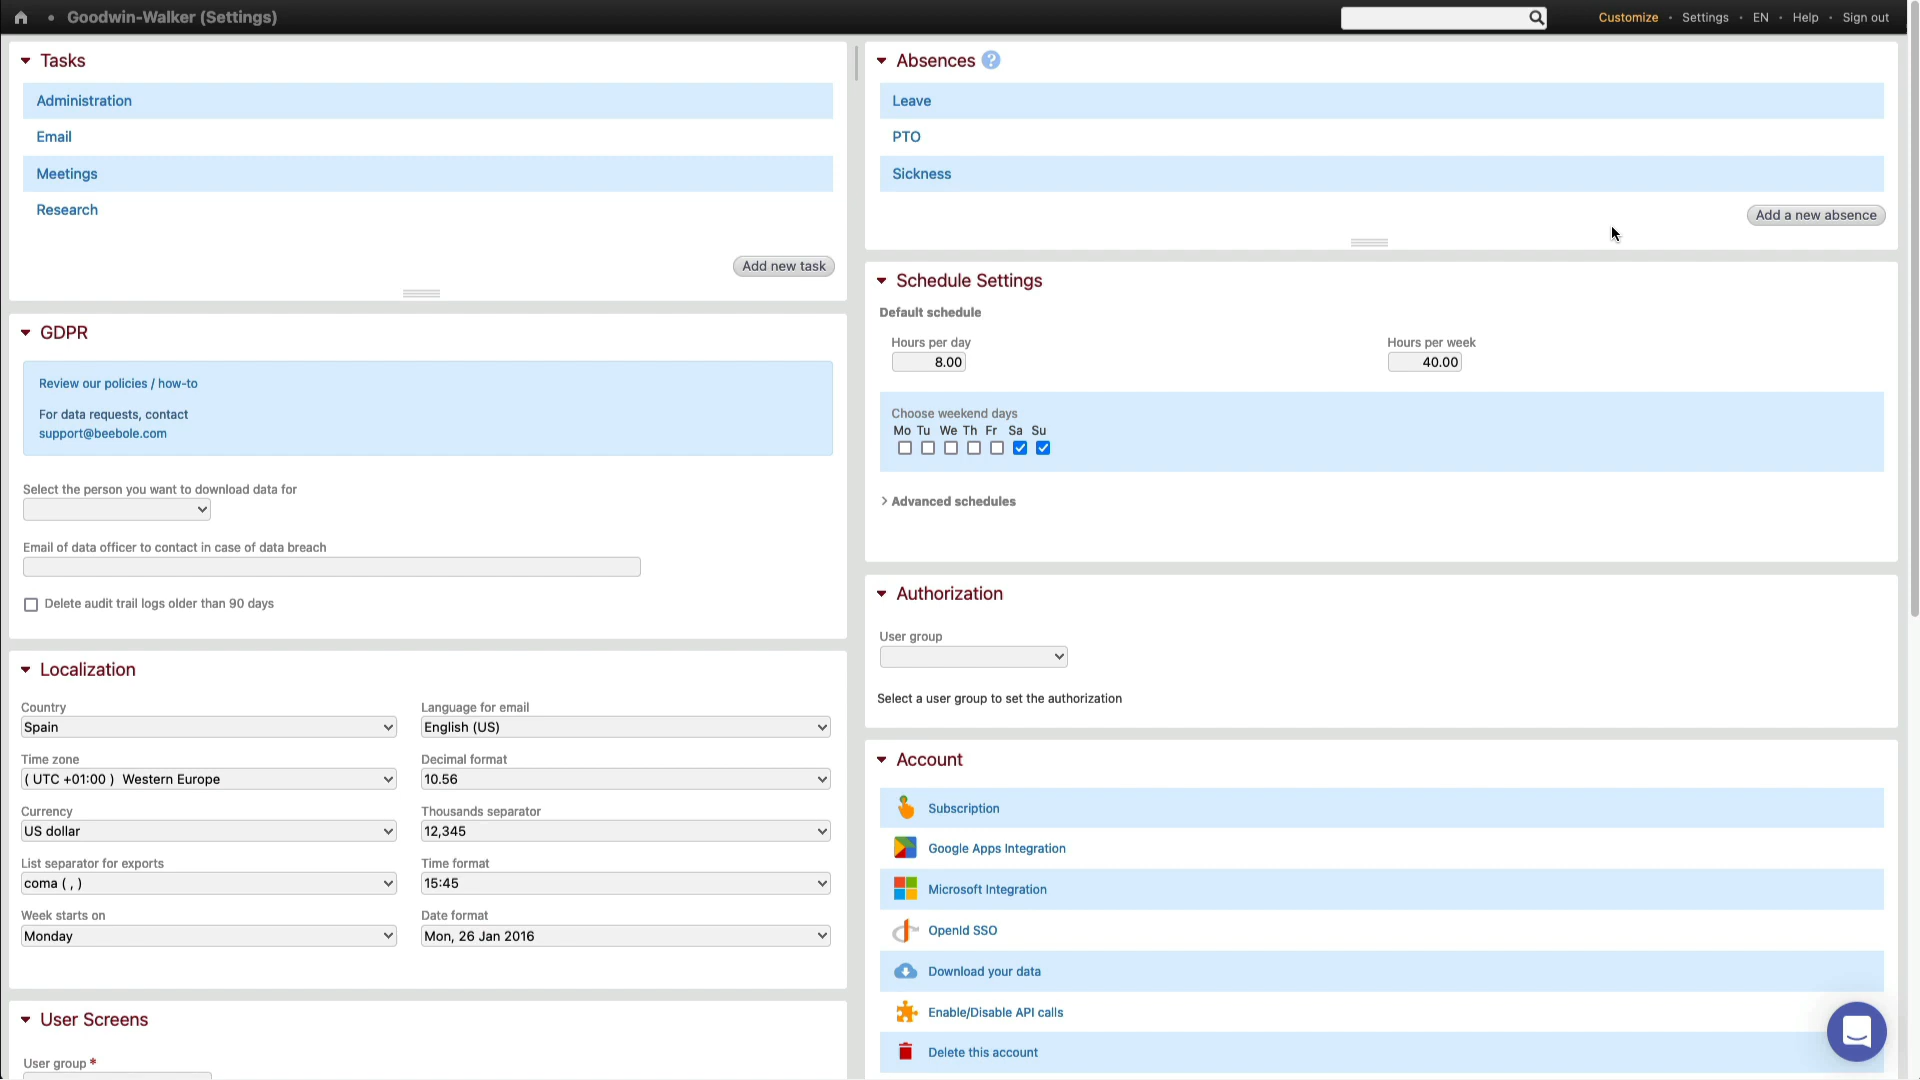 Goodwin-Walker (Settings)
Customize
Settings
EN
Help
Sign out
Tasks
Administration
Email
Meetings
Research
Add new task
GDPR
Review our policies / how-to
For data requests, contact
support@beebole.com
Select the person you want to download data for
Email of data officer to contact in case of data breach
Delete audit trail logs older than 90 days
Localization
Country
Spain
Language for email
English (US)
Time zone
( UTC +01:00 ) Western Europe
Decimal format
10.56
Currency
US dollar
Thousands separator
12,345
List separator for exports
coma ( , )
Time format
15:45
Week starts on
Monday
Date format
Mon, 26 Jan 2016
User Screens
User group *
Absences ?
Leave
PTO
Sickness
Add a new absence
Schedule Settings
Default schedule
Hours per day
8.00
Hours per week
40.00
Choose weekend days
Mo Tu We Th Fr Sa Su
> Advanced schedules
Authorization
User group
Select a user group to set the authorization
Account
Subscription
Google Apps Integration
Microsoft Integration
OpenId SSO
Download your data
Enable/Disable API calls
Delete this account